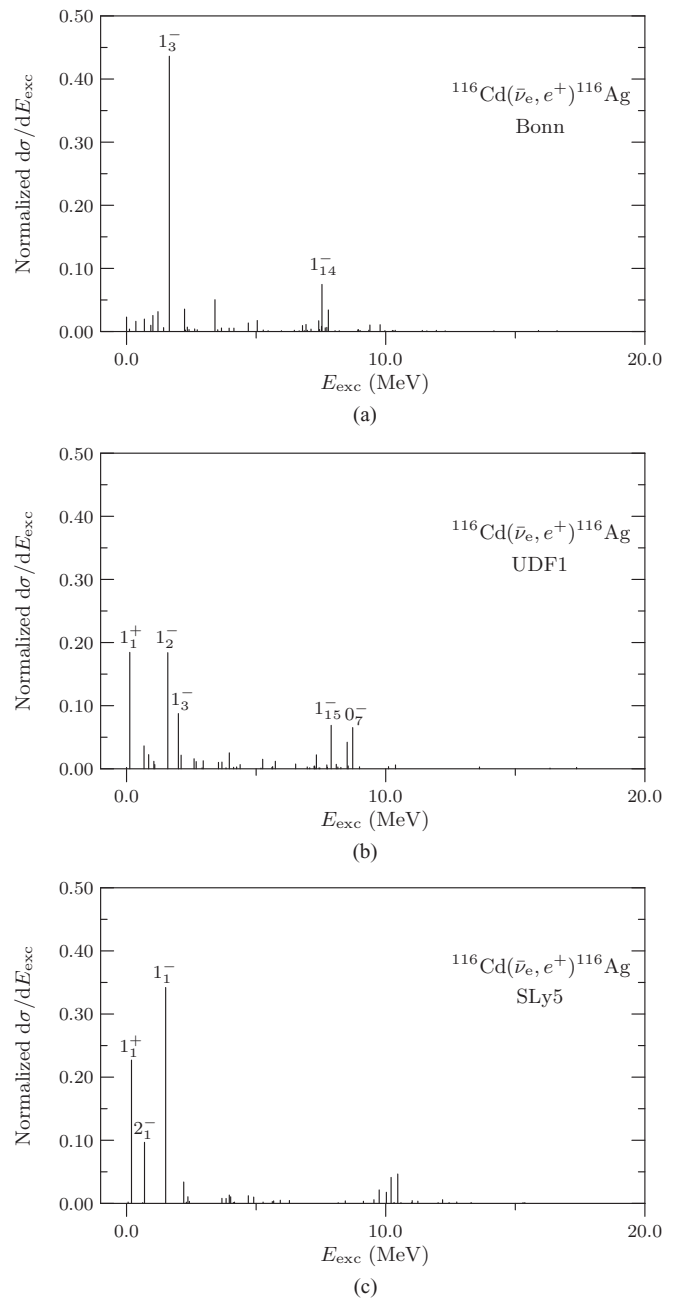 0.50
0.40
0.30
0.20
0.10
0.00
Normalized dσ/dE_exc
1₃⁻
1₁₄⁻
¹¹⁶Cd(ν̄ₑ, e⁺)¹¹⁶Ag
Bonn
0.0 10.0 20.0
E_exc (MeV)
(a)
0.50
0.40
0.30
0.20
0.10
0.00
Normalized dσ/dE_exc
¹¹⁶Cd(ν̄ₑ, e⁺)¹¹⁶Ag
UDF1
1₁⁺ 1₂⁻
1₃⁻
1₁₅⁻ 0₇⁻
0.0 10.0 20.0
E_exc (MeV)
(b)
0.50
0.40
0.30
0.20
0.10
0.00
Normalized dσ/dE_exc
1₁⁻
¹¹⁶Cd(ν̄ₑ, e⁺)¹¹⁶Ag
SLy5
1₁⁺
2₁⁻
0.0 10.0 20.0
E_exc (MeV)
(c)